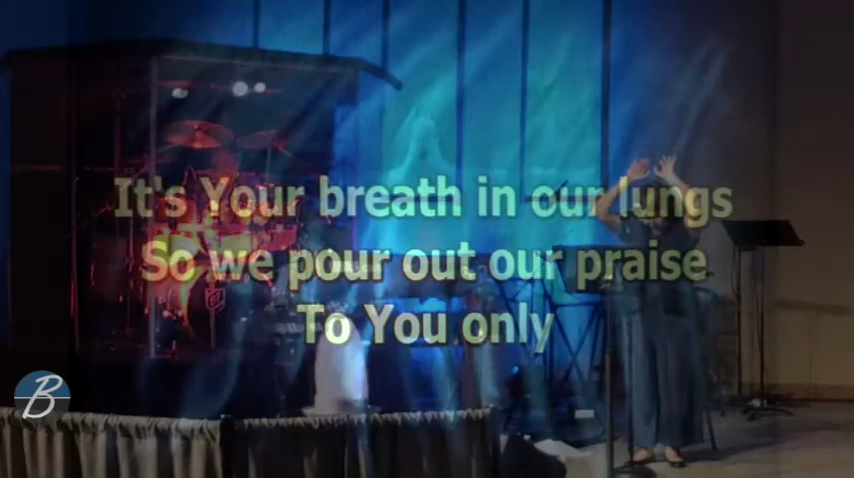 It's Your breath in our lungs
So we pour out our praise
To You only
B